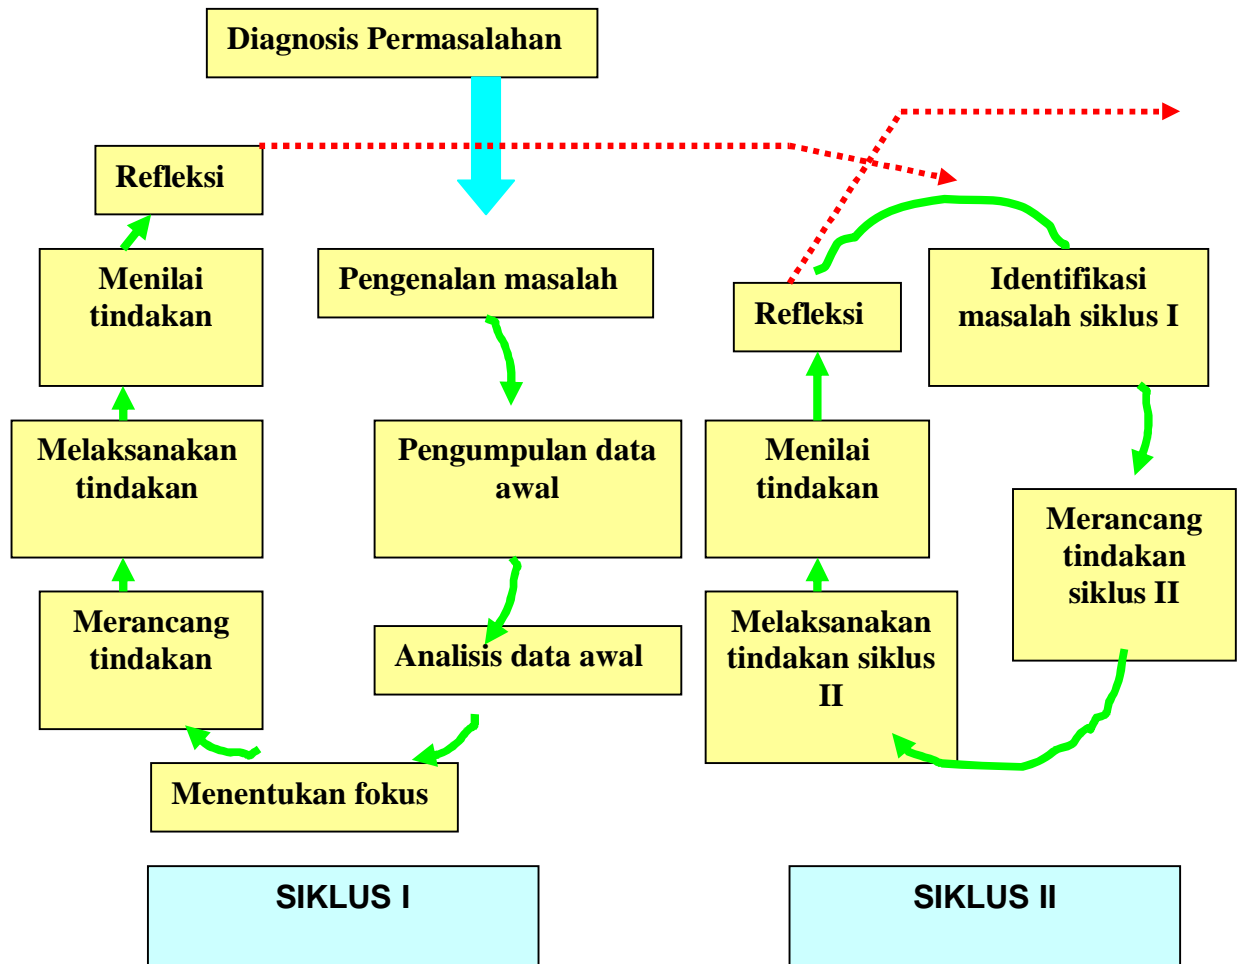 Diagnosis Permasalahan
Refleksi
Menilai
tindakan
Melaksanakan
tindakan
Merancang
tindakan
Pengenalan masalah
Pengumpulan data
awal
Analisis data awal
Menentukan fokus
SIKLUS I
Refleksi
Menilai
tindakan
Melaksanakan
tindakan siklus
II
Identifikasi
masalah siklus I
Merancang
tindakan
siklus II
SIKLUS II